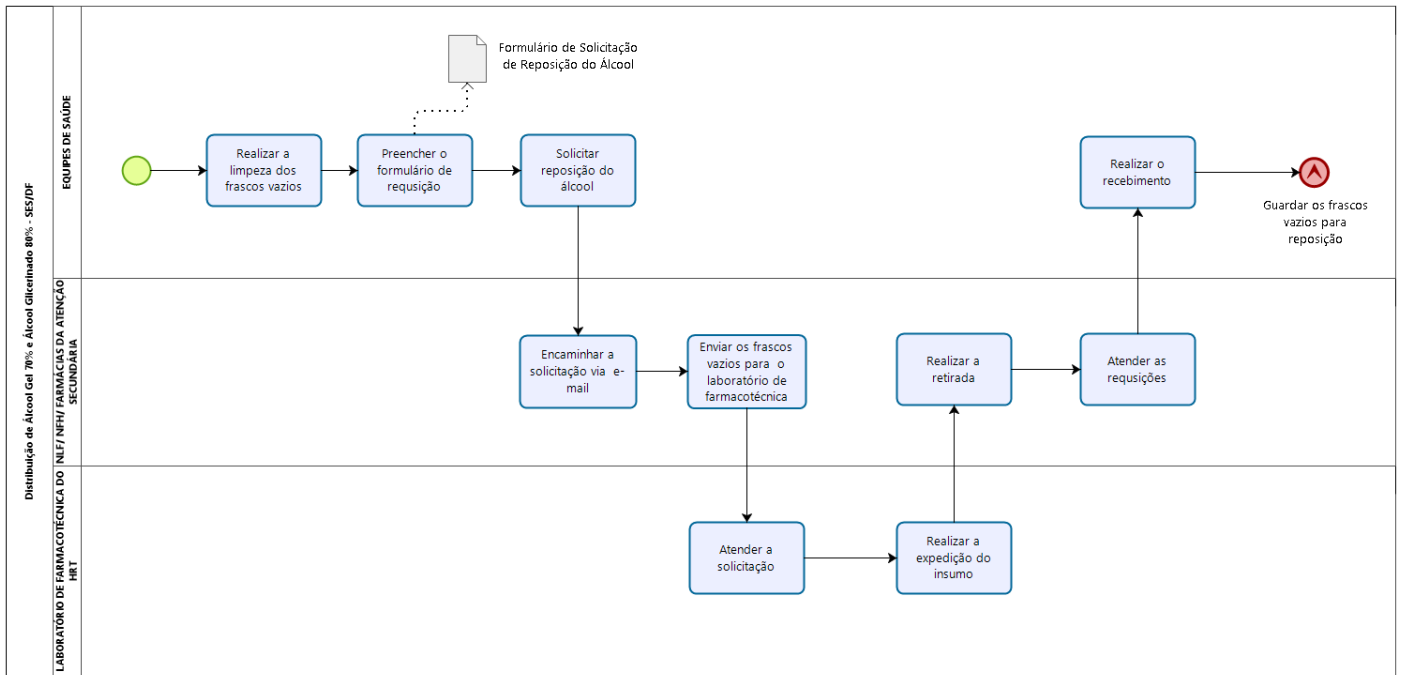 Distribuição de Álcool Gel 70% e Álcool Glicerinado 80% - SES/DF
EQUIPES DE SAÚDE
Formulário de Solicitação
de Reposição do Álcool
Realizar a
limpeza dos
frascos vazios
Preencher o
formulário de
requsição
Solicitar
reposição do
álcool
Realizar o
recebimento
Guardar os frascos
vazios para
reposição
NLF/ NFH/ FARMÁCIAS DA ATENÇÃO
SECUNDÁRIA
Encaminhar a
solicitação via e-
mail
Enviar os frascos
vazios para o
laboratório de
farmacotécnica
Realizar a
retirada
Atender as
requsições
LABORATÓRIO DE FARMACOTÉCNICA DO
HRT
Atender a
solicitação
Realizar a
expedição do
insumo